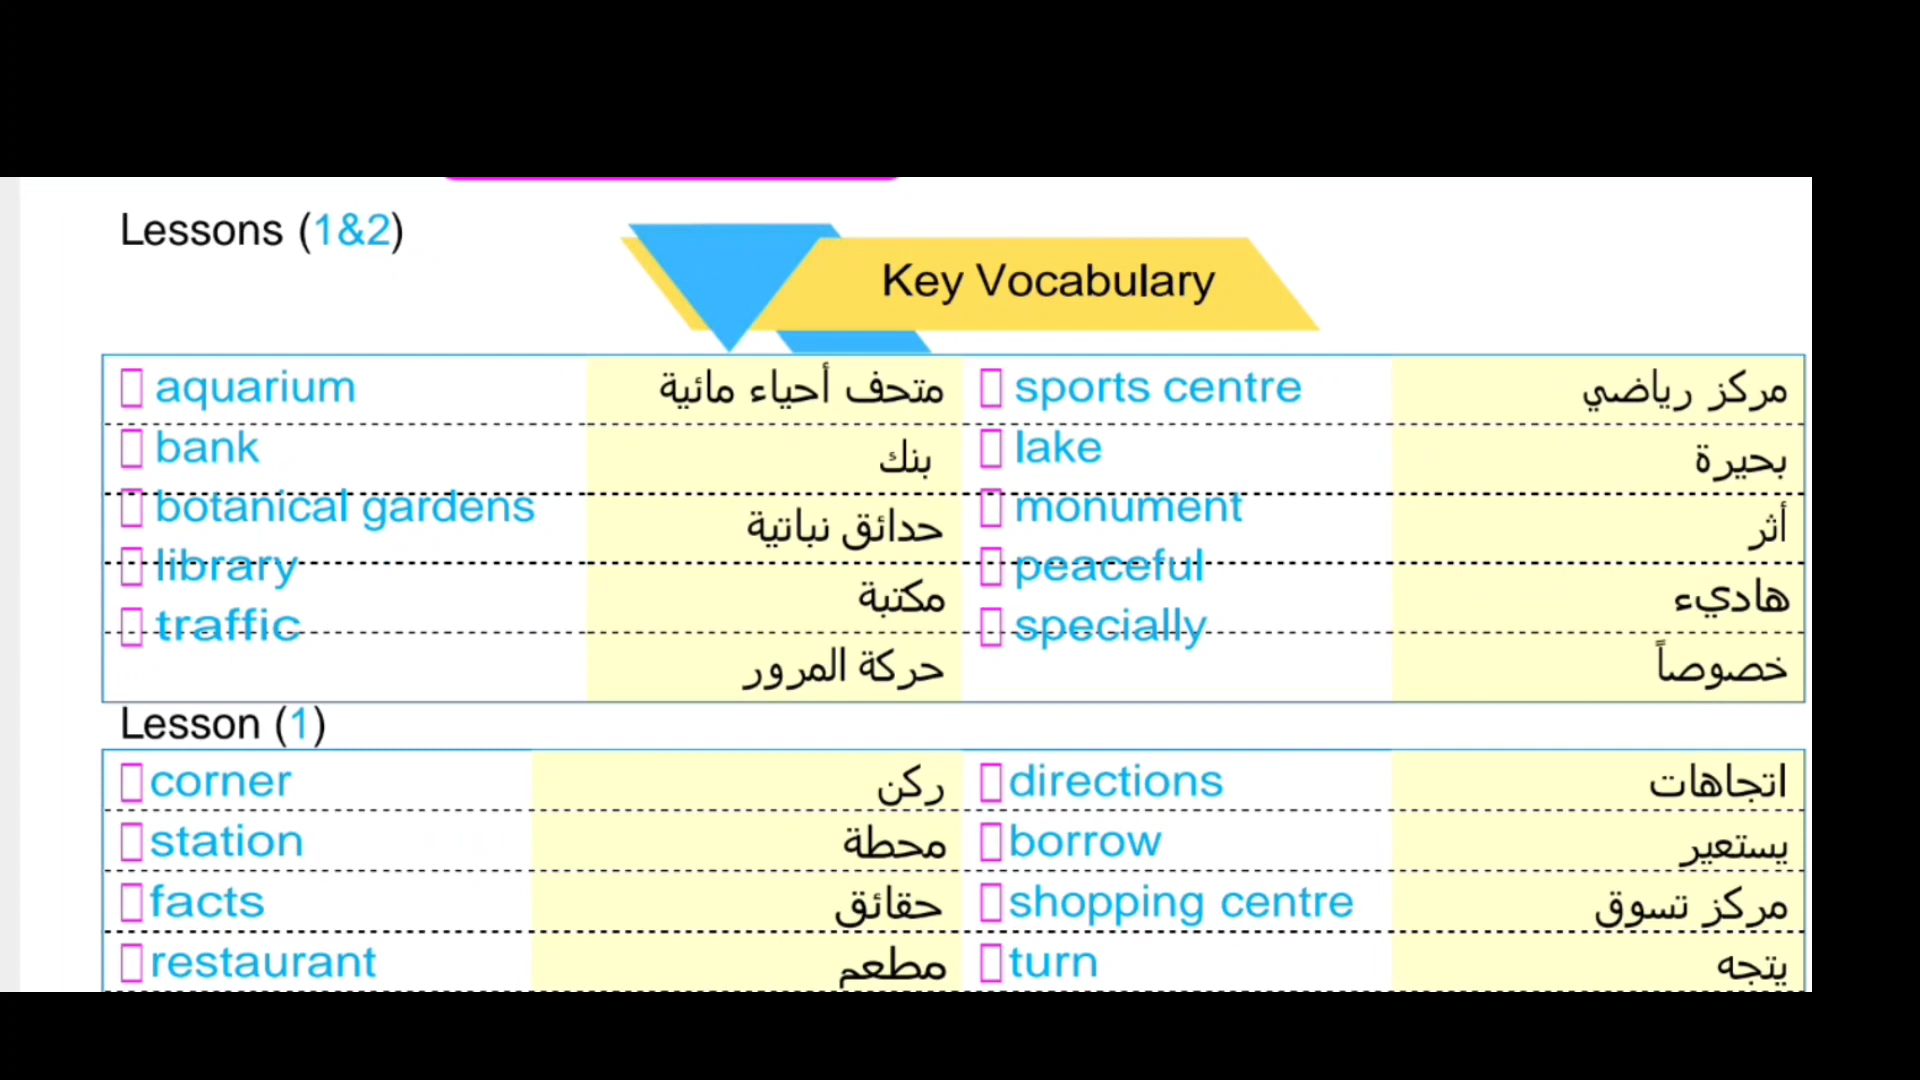 Lessons (1&2)
Key Vocabulary
aquarium متحف أحياء مائية sports centre مركز رياضي
bank بنك lake بحيرة
botanical gardens حدائق نباتية monument أثر
library مكتبة peaceful هاديء
traffic حركة المرور specially خصوصاً
Lesson (1)
corner ركن directions اتجاهات
station محطة borrow يستعير
facts حقائق shopping centre مركز تسوق
restaurant مطعم turn يتجه